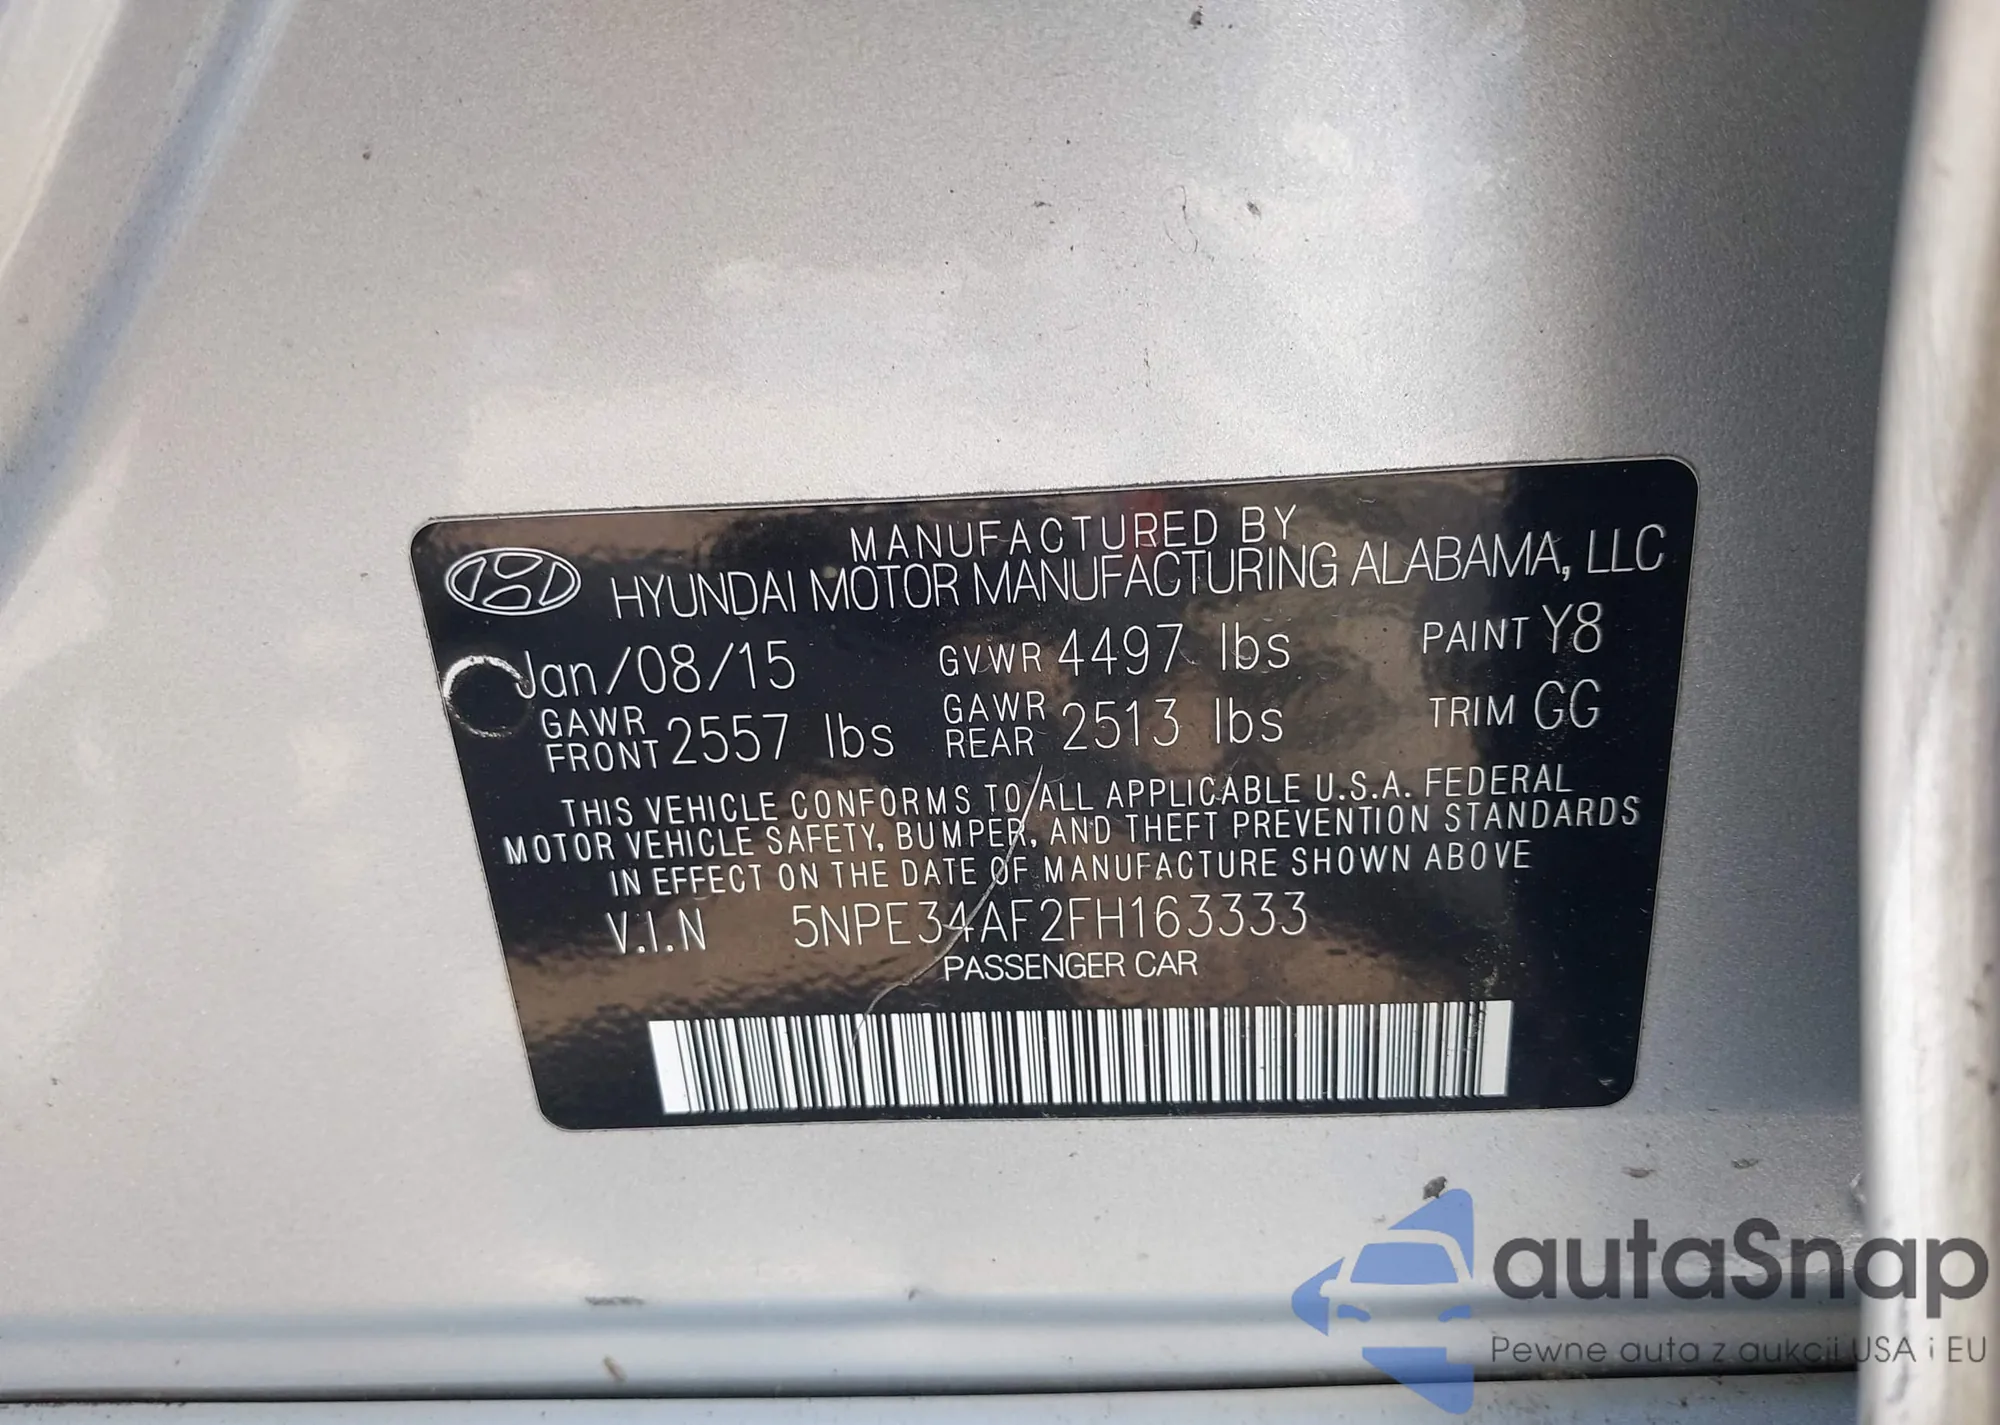 MANUFACTURED BY
HYUNDAI MOTOR MANUFACTURING ALABAMA, LLC
Jan/08/15 GVWR 4497 lbs PAINT Y8
GAWR FRONT 2557 lbs GAWR REAR 2513 lbs TRIM GG
THIS VEHICLE CONFORMS TO ALL APPLICABLE U.S.A. FEDERAL
MOTOR VEHICLE SAFETY, BUMPER, AND THEFT PREVENTION STANDARDS
IN EFFECT ON THE DATE OF MANUFACTURE SHOWN ABOVE
V.I.N 5NPE34AF2FH163333
PASSENGER CAR
autaSnap
Pewne auta z aukcji USA i EU